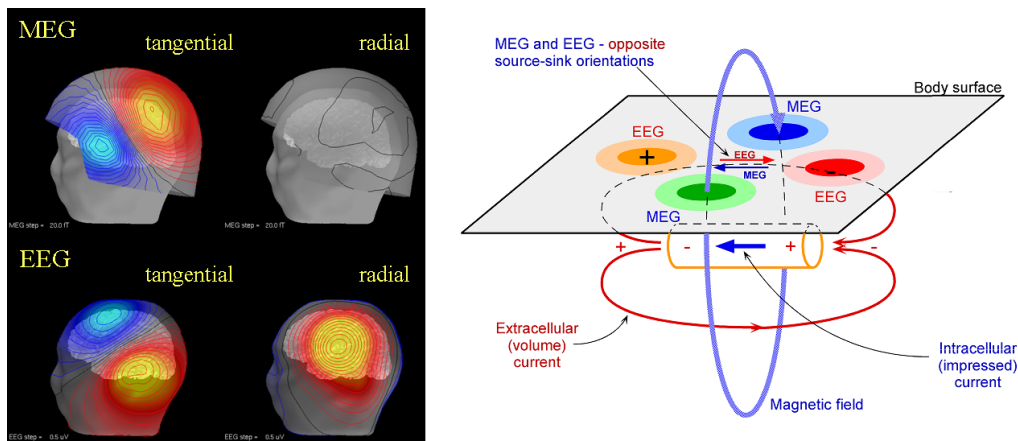 MEG
tangential
radial
MEG step = 20.0 fT
MEG step = 20.0 fT
EEG
tangential
radial
EEG step = 0.5 uV
EEG step = 0.5 uV
MEG and EEG - opposite
source-sink orientations
Body surface
MEG
EEG
+
EEG
MEG
-
EEG
MEG
+
-
+
-
Extracellular
(volume)
current
Intracellular
(impressed)
current
Magnetic field